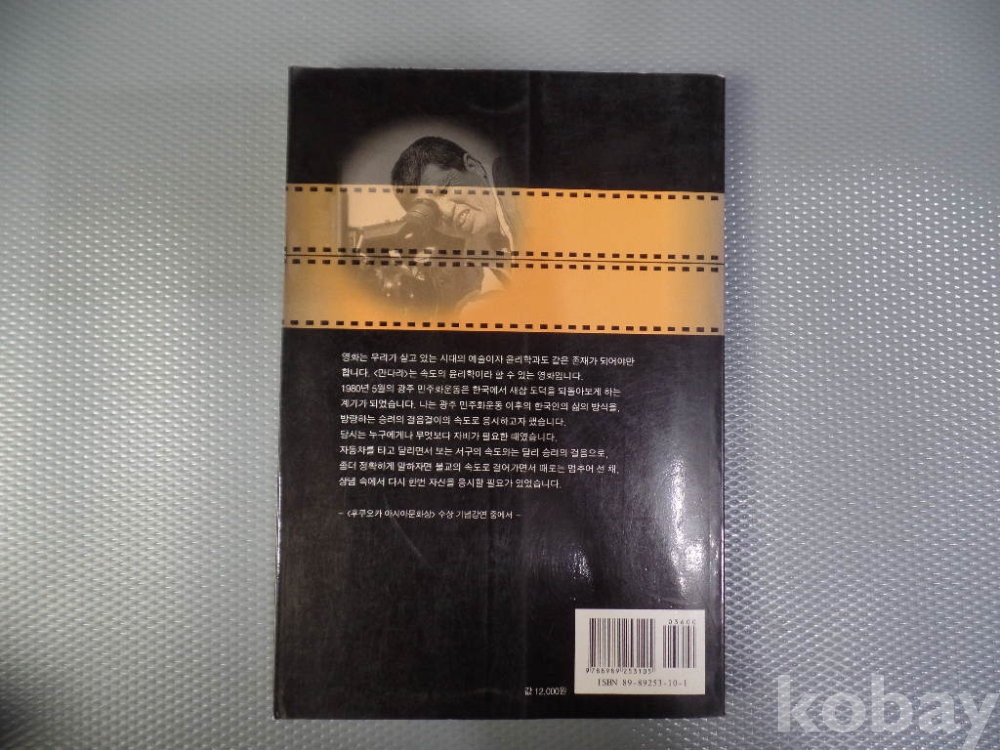 영화는 우리가 살고 있는 시대의 예술이자 윤리학과도 같은 존재가 되어야만
합니다. <만다라>는 속도의 윤리학이라 할 수 있는 영화입니다.
1980년 5월의 광주 민주화운동은 한국에서 새삼 도덕을 되돌아보게 하는
계기가 되었습니다. 나는 광주 민주화운동 이후의 한국인의 삶의 방식을,
방랑하는 승려의 걸음걸이의 속도로 응시하고자 했습니다.
당시는 누구에게나 무엇보다 자비가 필요한 때였습니다.
자동차를 타고 달리면서 보는 서구의 속도와는 달리 승려의 걸음으로,
좀더 정확하게 말하자면 불교의 속도로 걸어가면서 때로는 멈추어 선 채,
상념 속에서 다시 한번 자신을 응시할 필요가 있었습니다.
- <후쿠오카 아시아문화상> 수상 기념강연 중에서 -
03600
9788989253105
ISBN 89-89253-10-1
값 12,000원
kobay